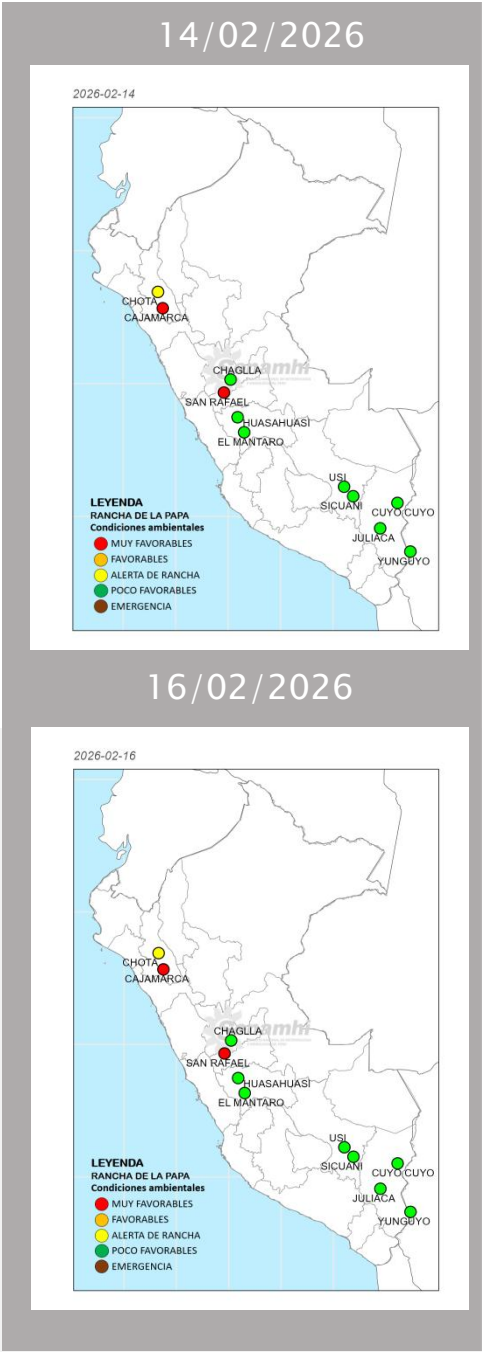 14/02/2026
2026-02-14
CHOTA
CAJAMARCA
CHAGLLA
SAN RAFAEL
HUASAHUASI
EL MANTARO
USI
SICUANI
CUYO CUYO
JULIACA
YUNGUYO
LEYENDA
RANCHA DE LA PAPA
Condiciones ambientales
MUY FAVORABLES
FAVORABLES
ALERTA DE RANCHA
POCO FAVORABLES
EMERGENCIA
16/02/2026
2026-02-16
CHOTA
CAJAMARCA
CHAGLLA
SAN RAFAEL
HUASAHUASI
EL MANTARO
USI
SICUANI
CUYO CUYO
JULIACA
YUNGUYO
LEYENDA
RANCHA DE LA PAPA
Condiciones ambientales
MUY FAVORABLES
FAVORABLES
ALERTA DE RANCHA
POCO FAVORABLES
EMERGENCIA